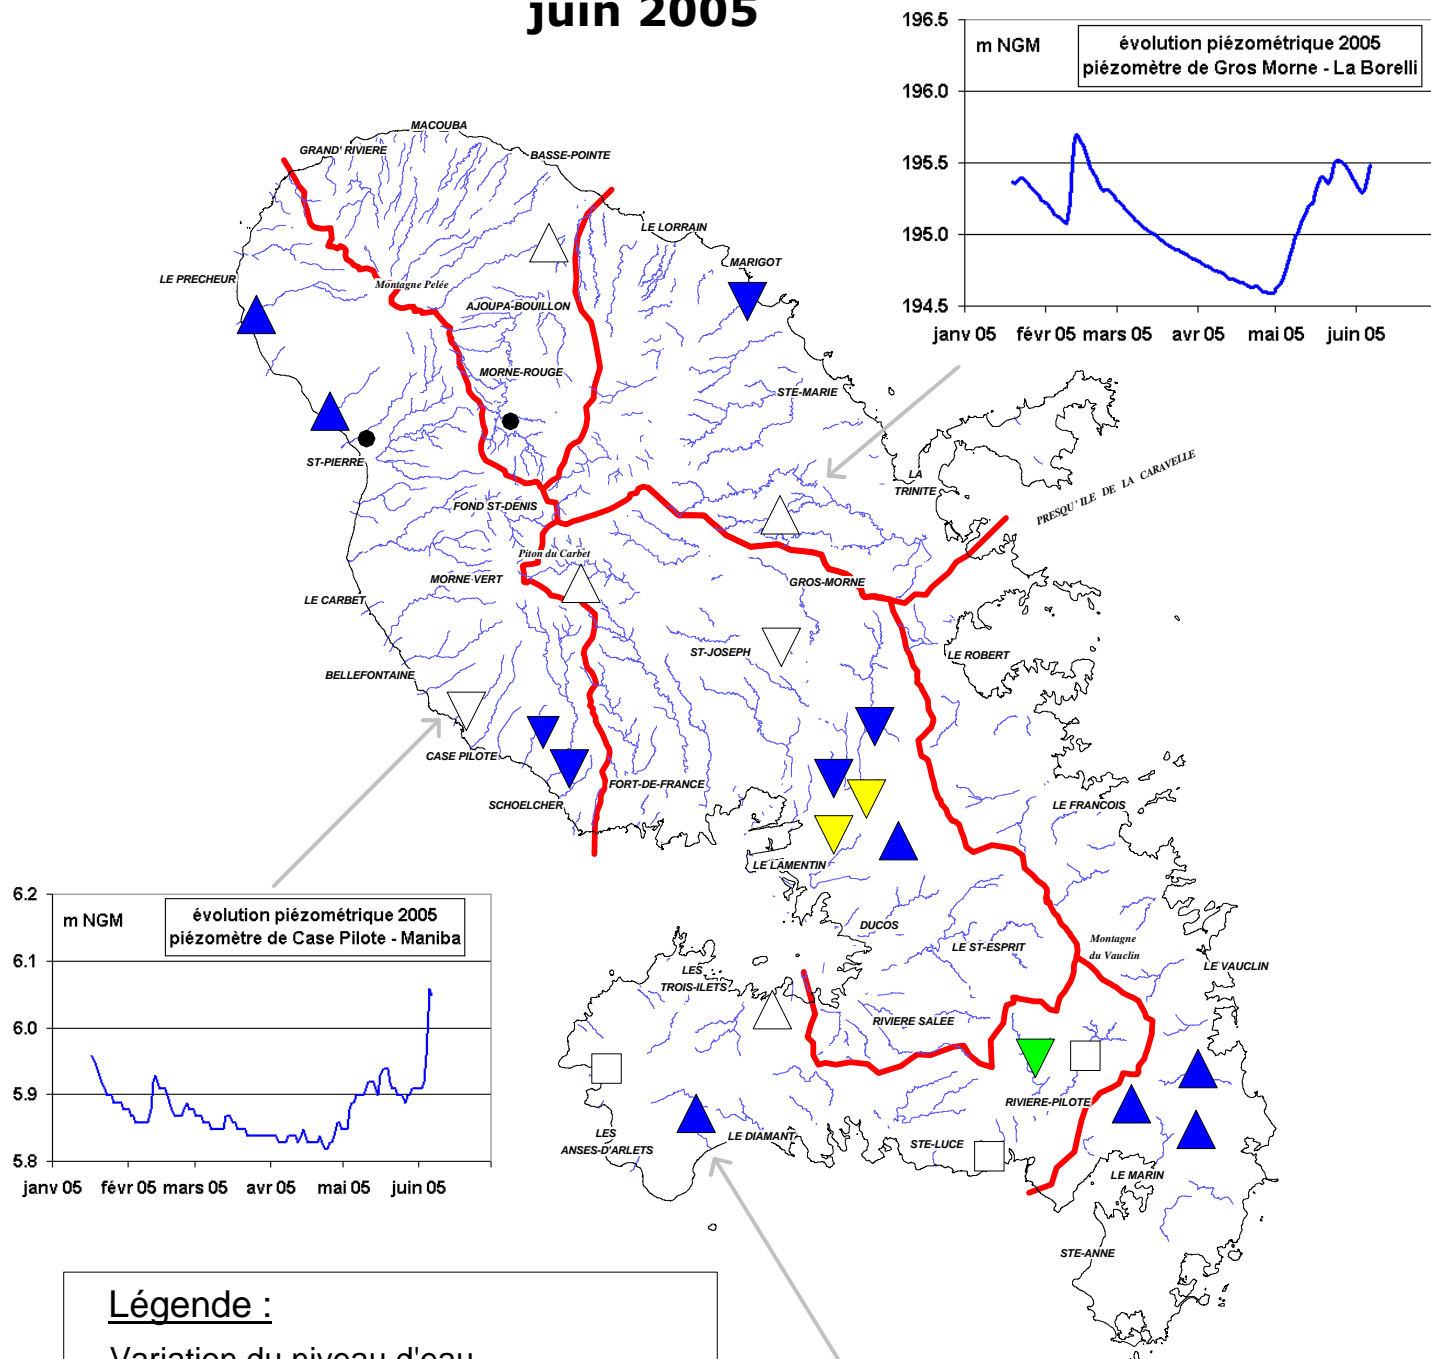 juin 2005
196.5
m NGM
évolution piézométrique 2005
piézomètre de Gros Morne - La Borelli
196.0
195.5
195.0
194.5
janv 05 févr 05 mars 05 avr 05 mai 05 juin 05
MACOUBA
GRAND' RIVIERE
BASSE-POINTE
LE LORRAIN
MARIGOT
LE PRECHEUR
Montagne Pelée
AJOUPA-BOUILLON
MORNE-ROUGE
STE-MARIE
ST-PIERRE
LA
TRINITE
PRESQU'ILE DE LA CARAVELLE
FOND ST-DENIS
Piton du Carbet
MORNE VERT
GROS-MORNE
LE CARBET
ST-JOSEPH
LE ROBERT
BELLEFONTAINE
CASE PILOTE
FORT-DE-FRANCE
SCHOELCHER
LE FRANCOIS
LE LAMENTIN
6.2
m NGM
évolution piézométrique 2005
piézomètre de Case Pilote - Maniba
6.1
6.0
5.9
5.8
janv 05 févr 05 mars 05 avr 05 mai 05 juin 05
DUCOS
LE ST-ESPRIT
Montagne
du Vauclin
LE VAUCLIN
LES
TROIS-ILETS
RIVIERE SALEE
RIVIERE-PILOTE
LES
ANSES-D'ARLETS
LE DIAMANT
STE-LUCE
LE MARIN
STE-ANNE
Légende :
Variation du niveau d'eau